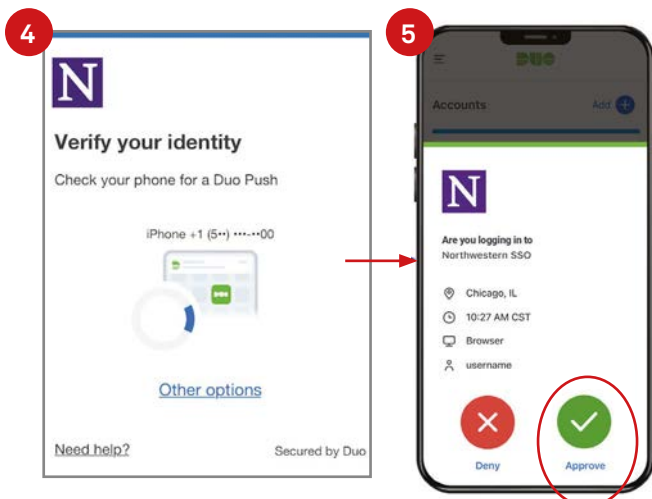 4
N
Verify your identity
Check your phone for a Duo Push
iPhone +1 (5••) •••-••00
DUO
Other options
Need help?
Secured by Duo
5
DUO
Accounts
Add
N
Are you logging in to
Northwestern SSO
Chicago, IL
10:27 AM CST
Browser
username
Deny
Approve